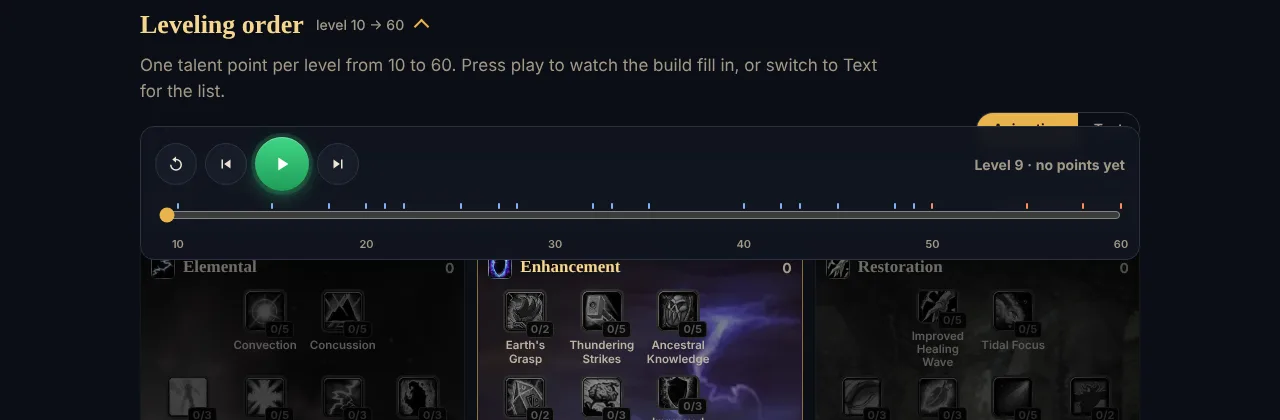 Leveling order level 10 → 60
One talent point per level from 10 to 60. Press play to watch the build fill in, or switch to Text
for the list.
Level 9 · no points yet
10 20 30 40 50 60
Elemental 0
Enhancement 0
Restoration 0
0/5 0/5
Convection Concussion
0/2 0/5 0/5
Earth's Grasp
Thundering Strikes
Ancestral Knowledge
0/5 0/5
Improved Healing Wave
Tidal Focus
0/3 0/5 0/3 0/3
0/2 0/5 0/3
0/3 0/5 0/5 0/2